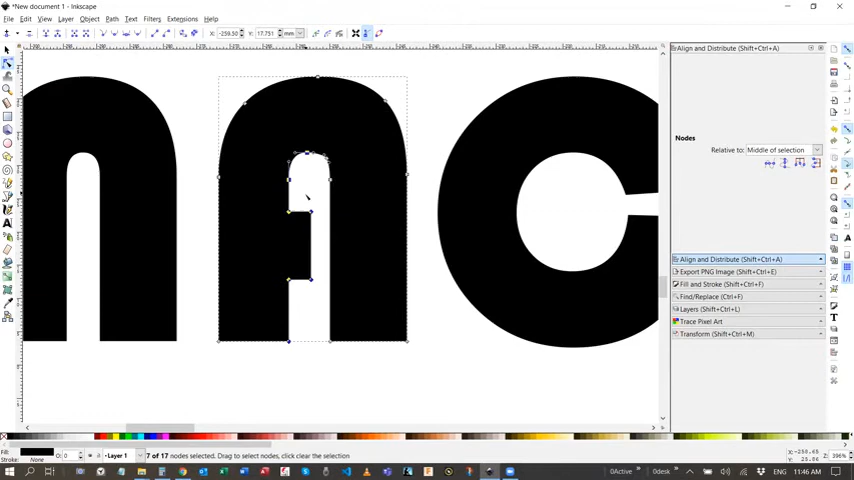 *New document 1 - Inkscape
File Edit View Layer Object Path Text Filters Extensions Help
X: -259.50 Y: 17.751 mm
Align and Distribute (Shift+Ctrl+A)
Nodes
Relative to: Middle of selection
Align and Distribute (Shift+Ctrl+A)
Export PNG Image (Shift+Ctrl+E)
Fill and Stroke (Shift+Ctrl+F)
Find/Replace (Ctrl+F)
Layers (Shift+Ctrl+L)
Trace Pixel Art
Transform (Shift+Ctrl+M)
Fill:
Stroke: None
O: 0
Layer 1
7 of 17 nodes selected. Drag to select nodes, click clear the selection
X: -258.65
Y: 25.86
Z: 396%
0Active 0desk ENG 11:46 AM